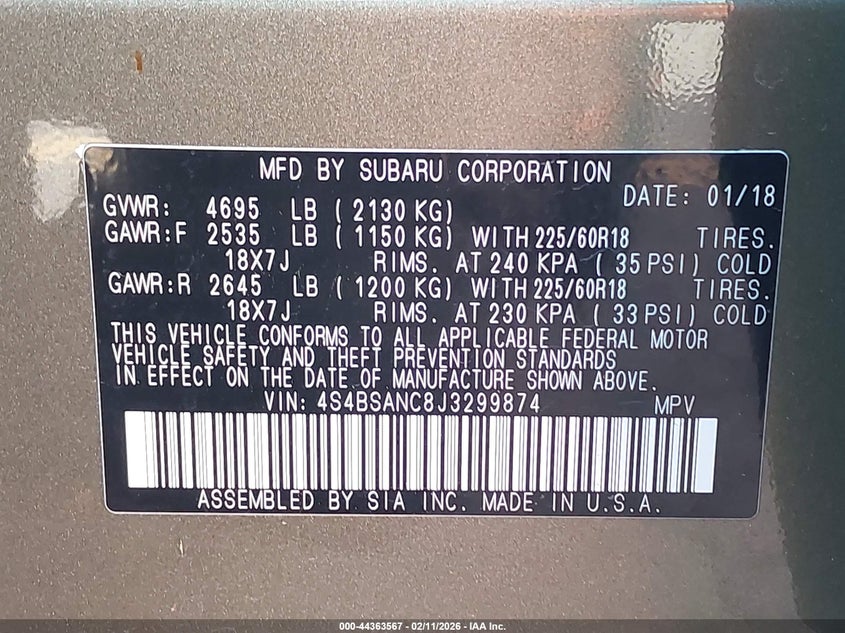 MFD BY SUBARU CORPORATION
DATE: 01/18
GVWR: 4695 LB ( 2130 KG)
GAWR:F 2535 LB ( 1150 KG) WITH 225/60R18 TIRES.
18X7J RIMS. AT 240 KPA ( 35 PSI) COLD
GAWR:R 2645 LB ( 1200 KG) WITH 225/60R18 TIRES.
18X7J RIMS. AT 230 KPA ( 33 PSI) COLD
THIS VEHICLE CONFORMS TO ALL APPLICABLE FEDERAL MOTOR
VEHICLE SAFETY AND THEFT PREVENTION STANDARDS
IN EFFECT ON THE DATE OF MANUFACTURE SHOWN ABOVE.
VIN: 4S4BSANC8J3299874 MPV
ASSEMBLED BY SIA INC. MADE IN U.S.A.
000-44363567 - 02/11/2026 - IAA Inc.